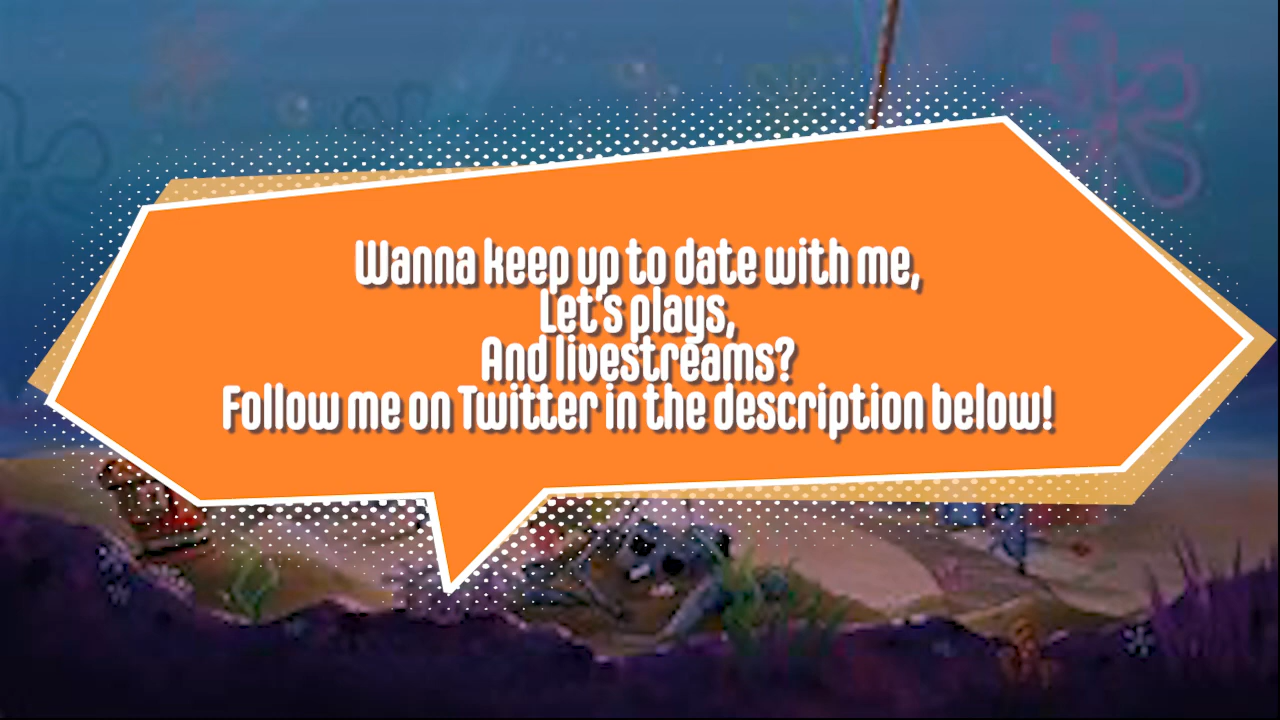 Wanna keep up to date with me,
Let's plays,
And livestreams?
Follow me on Twitter in the description below!